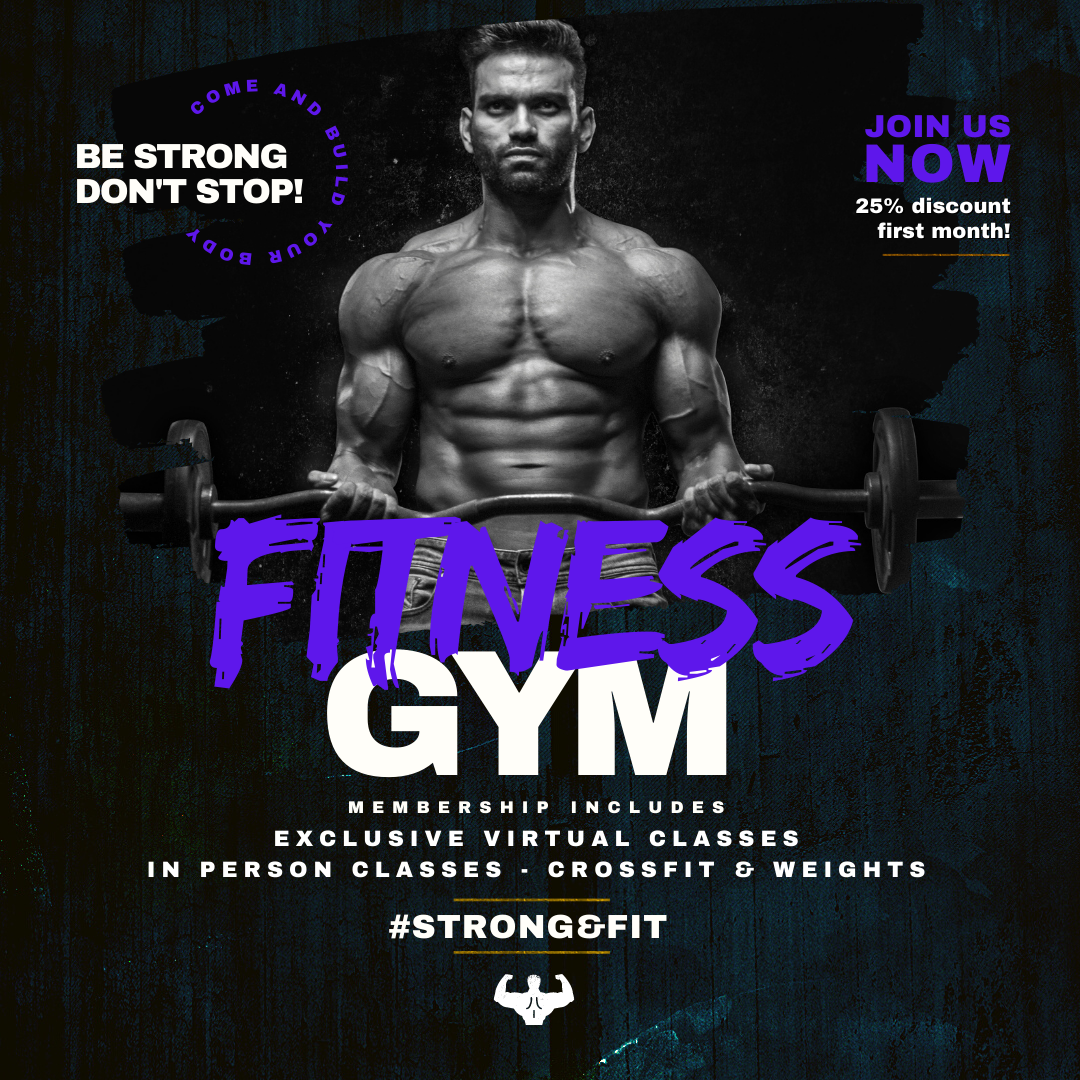 COME AND BUILD YOUR BODY
BE STRONG
DON'T STOP!
JOIN US
NOW
25% discount
first month!
FITNESS
GYM
MEMBERSHIP INCLUDES
EXCLUSIVE VIRTUAL CLASSES
IN PERSON CLASSES - CROSSFIT & WEIGHTS
#STRONG&FIT